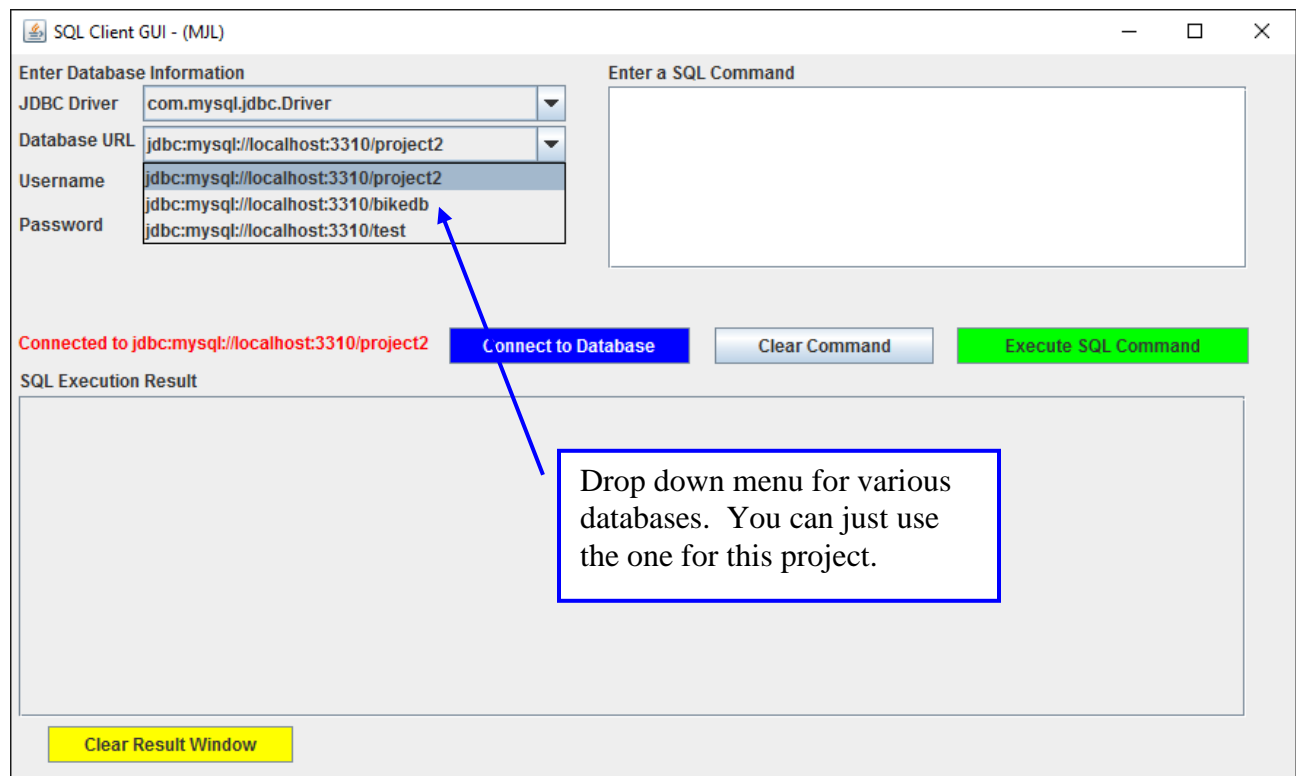 SQL Client GUI - (MJL)
Enter Database Information
JDBC Driver
com.mysql.jdbc.Driver
Database URL
jdbc:mysql://localhost:3310/project2
jdbc:mysql://localhost:3310/project2
jdbc:mysql://localhost:3310/bikedb
jdbc:mysql://localhost:3310/test
Username
Password
Enter a SQL Command
Connected to jdbc:mysql://localhost:3310/project2
Connect to Database
Clear Command
Execute SQL Command
SQL Execution Result
Drop down menu for various
databases. You can just use
the one for this project.
Clear Result Window